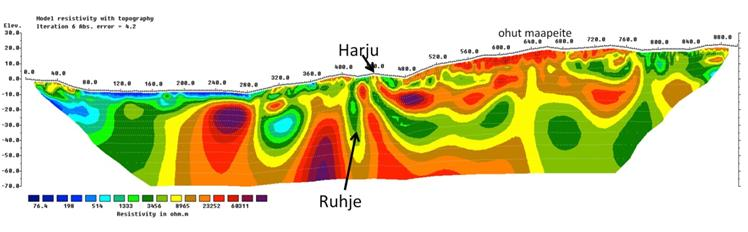 Model resistivity with topography
Iteration 6 Abs. error = 4.2
Elev.
30.0
20.0
10.0
0.0
-10.0
-20.0
-30.0
-40.0
-50.0
-60.0
-70.0
0.0 40.0 80.0 120.0 160.0 200.0 240.0 280.0 320.0 360.0 400.0 480.0 520.0 560.0 600.0 640.0 680.0 720.0 760.0 800.0 840.0 880.0
ohut maapeite
Harju
Ruhje
76.4 198 514 1333 3456 8965 23252 60311
Resistivity in ohm.m